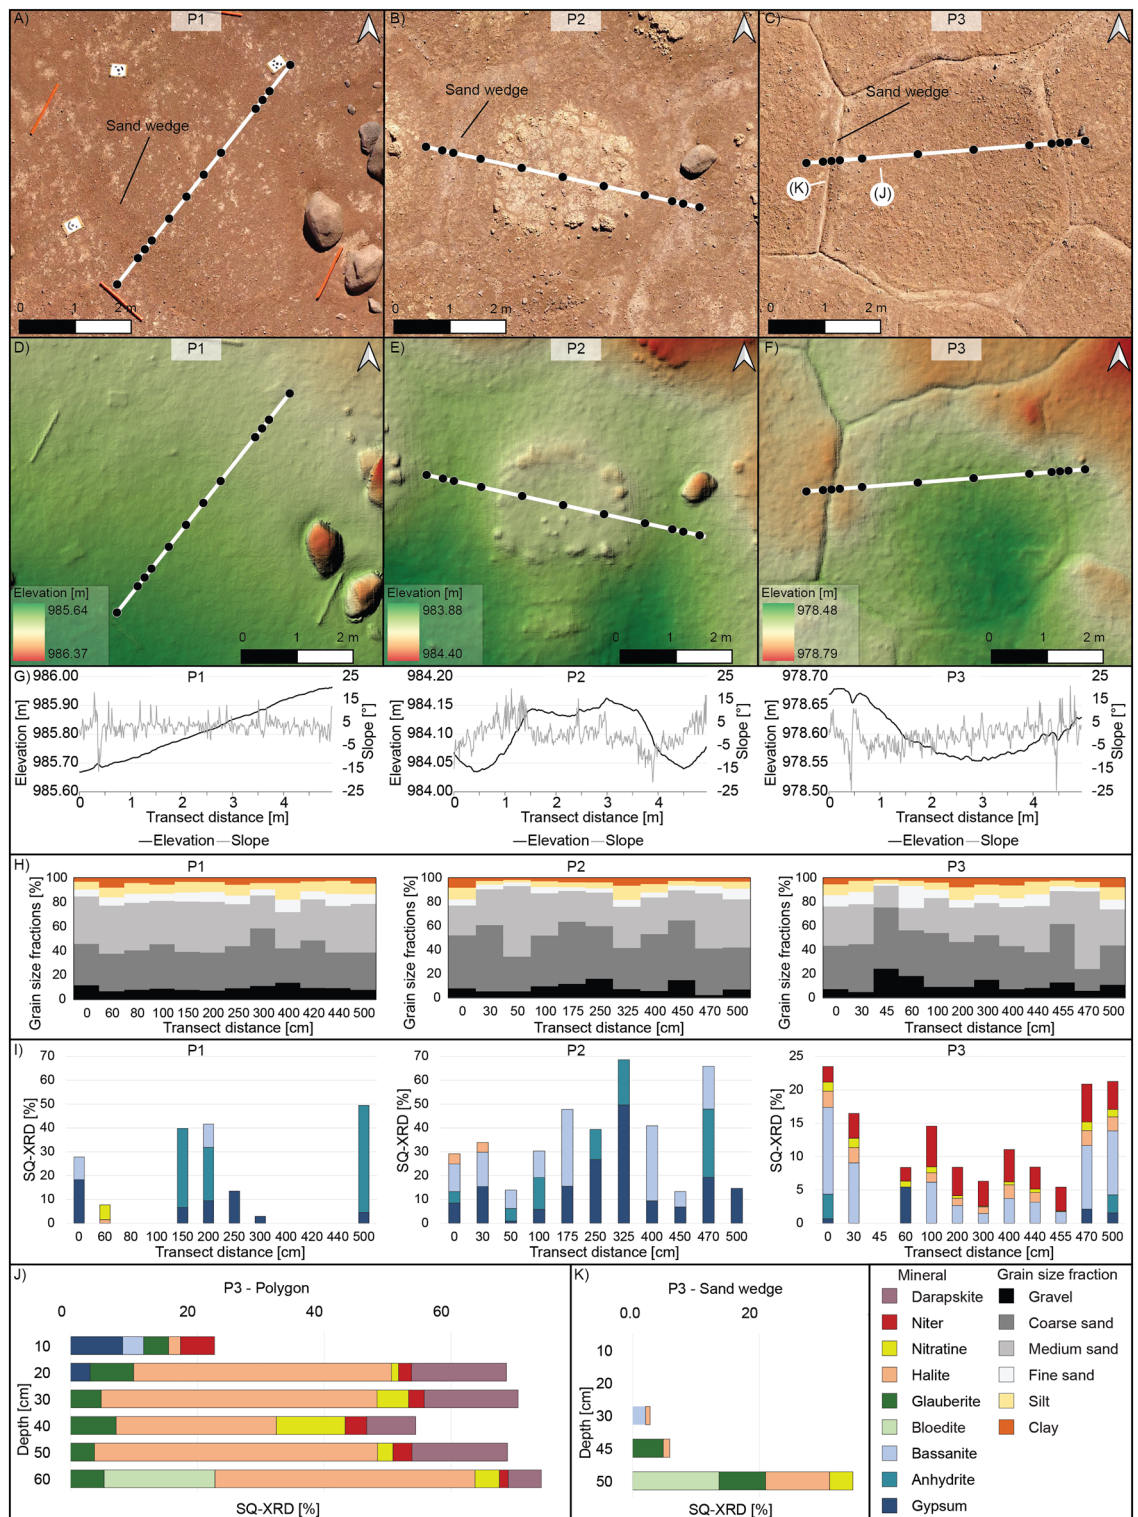 A) P1
B) P2
C) P3
Sand wedge
Sand wedge
Sand wedge
(K)
(J)
0 1 2 m
0 1 2 m
0 1 2 m
D) P1
E) P2
F) P3
Elevation [m]
985.64
986.37
0 1 2 m
Elevation [m]
983.88
984.40
0 1 2 m
Elevation [m]
978.48
978.79
0 1 2 m
G) P1
Elevation [m]
986.00
985.90
985.80
985.70
985.60
25
15
5
-5
-15
-25
Slope [°]
0 1 2 3 4
Transect distance [m]
Elevation Slope
P2
Elevation [m]
984.20
984.15
984.10
984.05
984.00
25
15
5
-5
-15
-25
Slope [°]
0 1 2 3 4
Transect distance [m]
Elevation Slope
P3
Elevation [m]
978.70
978.65
978.60
978.55
978.50
25
15
5
-5
-15
-25
Slope [°]
0 1 2 3 4
Transect distance [m]
Elevation Slope
H) P1
Grain size fractions [%]
100
80
60
40
20
0
0 60 80 100 150 200 250 300 400 420 440 500
Transect distance [cm]
P2
Grain size fractions [%]
100
80
60
40
20
0
0 30 50 100 175 250 325 400 450 470 500
Transect distance [cm]
P3
Grain size fractions [%]
100
80
60
40
20
0
0 30 45 60 100 200 300 400 440 455 470 500
Transect distance [cm]
I) P1
SQ-XRD [%]
70
60
50
40
30
20
10
0
0 60 80 100 150 200 250 300 400 420 440 500
Transect distance [cm]
P2
SQ-XRD [%]
70
60
50
40
30
20
10
0
0 30 50 100 175 250 325 400 450 470 500
Transect distance [cm]
P3
SQ-XRD [%]
25
20
15
10
5
0
0 30 45 60 100 200 300 400 440 455 470 500
Transect distance [cm]
J) P3 - Polygon
0 20 40 60
Depth [cm]
10
20
30
40
50
60
SQ-XRD [%]
K) P3 - Sand wedge
0.0 20
Depth [cm]
10
20
30
45
50
SQ-XRD [%]
Mineral Grain size fraction
Darapskite Gravel
Niter Coarse sand
Nitratine Medium sand
Halite Fine sand
Glauberite Silt
Bloedite Clay
Bassanite
Anhydrite
Gypsum